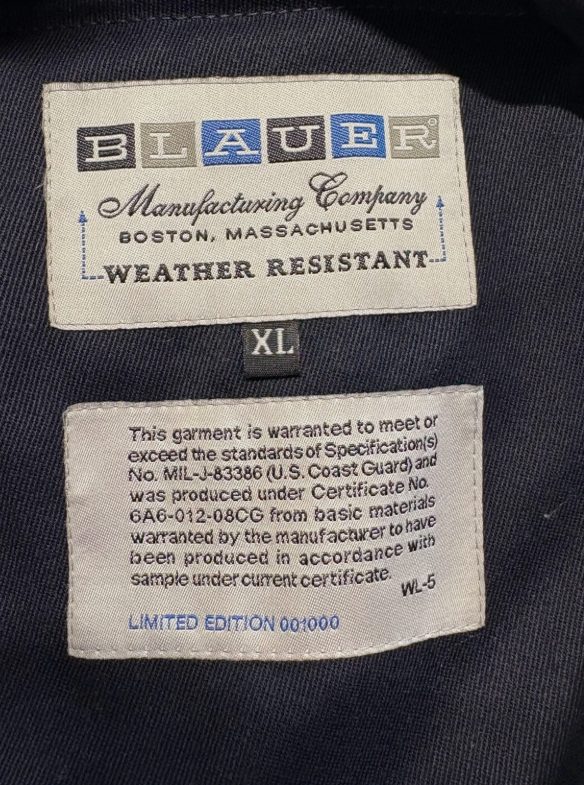 BLAUER®
Manufacturing Company
BOSTON, MASSACHUSETTS
WEATHER RESISTANT
XL
This garment is warranted to meet or
exceed the standards of Specification(s)
No. MIL-J-83386 (U.S. Coast Guard) and
was produced under Certificate No.
6A6-012-08CG from basic materials
warranted by the manufacturer to have
been produced in accordance with
sample under current certificate.
WL-5
LIMITED EDITION 001000